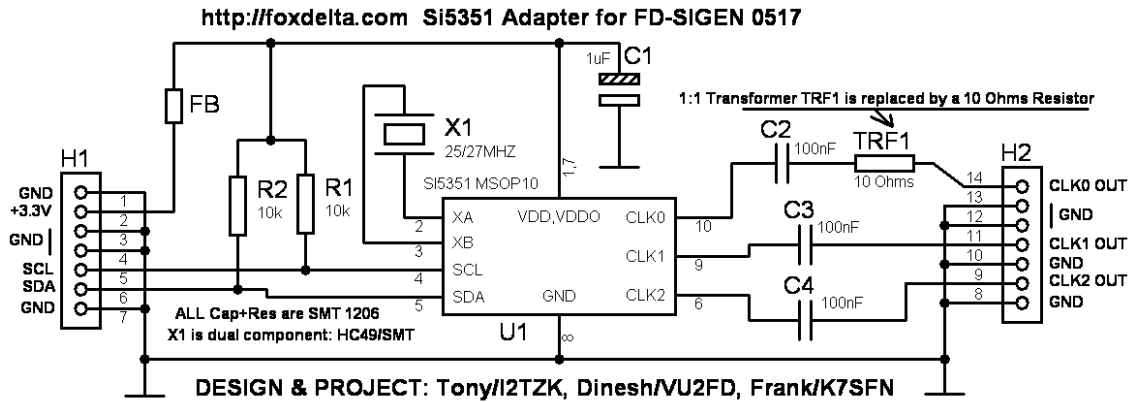 http://foxdelta.com Si5351 Adapter for FD-SIGEN 0517
1uF C1
FB
1:1 Transformer TRF1 is replaced by a 10 Ohms Resistor
X1
25/27MHZ
C2
100nF
TRF1
10 Ohms
H1
H2
1,7
R2
10k
R1
10k
SI5351 MSOP10
GND 1
+3.3V 2
GND 3
SCL 4
SDA 5
GND 6
7
XA 2
XB 3
SCL 4
SDA 5
VDD,VDDO
GND
8
CLK0 10
CLK1 9
CLK2 6
U1
C3
100nF
C4
100nF
14 CLK0 OUT
13
12 GND
11 CLK1 OUT
10 GND
9 CLK2 OUT
8 GND
ALL Cap+Res are SMT 1206
X1 is dual component: HC49/SMT
DESIGN & PROJECT: Tony/I2TZK, Dinesh/VU2FD, Frank/K7SFN